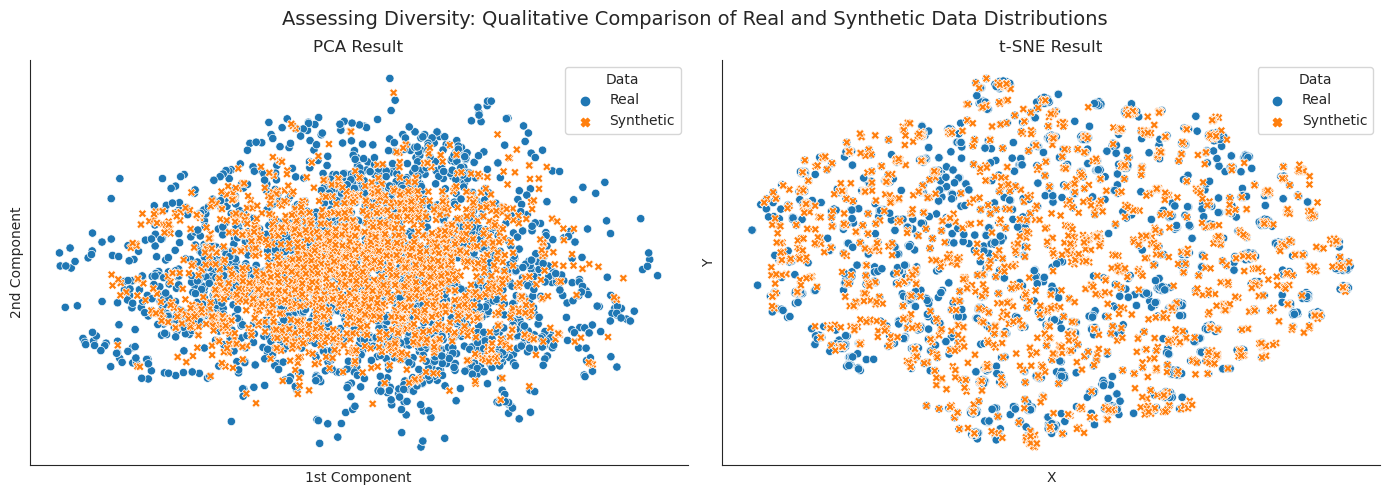 Assessing Diversity: Qualitative Comparison of Real and Synthetic Data Distributions
PCA Result
Data
Real
Synthetic
2nd Component
1st Component
t-SNE Result
Data
Real
Synthetic
Y
X